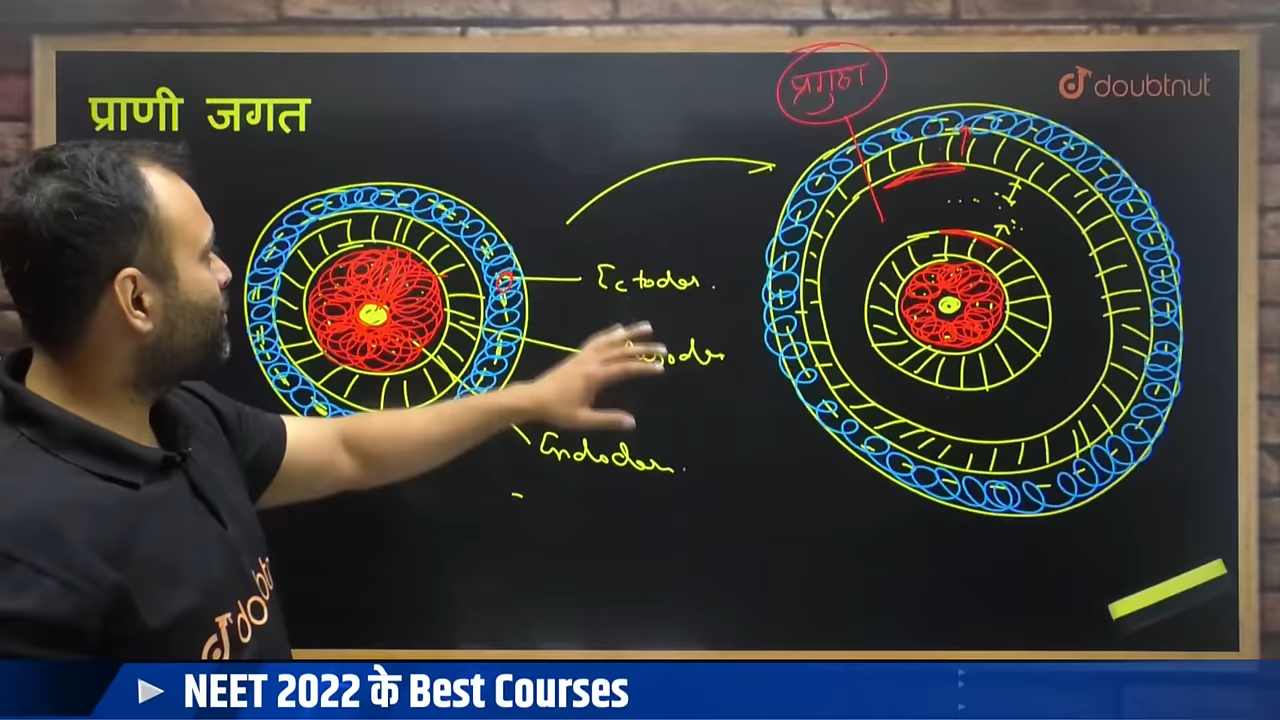 प्राणी जगत
प्रगुहा
doubtnut
Ectoder.
Endoder.
NEET 2022 के Best Courses